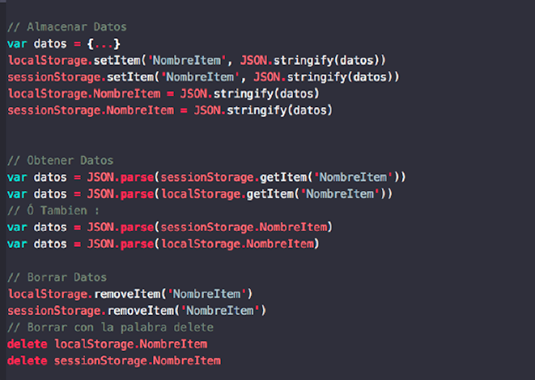 // Almacenar Datos
var datos = {...}
localStorage.setItem('NombreItem', JSON.stringify(datos))
sessionStorage.setItem('NombreItem', JSON.stringify(datos))
localStorage.NombreItem = JSON.stringify(datos)
sessionStorage.NombreItem = JSON.stringify(datos)
// Obtener Datos
var datos = JSON.parse(sessionStorage.getItem('NombreItem'))
var datos = JSON.parse(localStorage.getItem('NombreItem'))
// Ó Tambien :
var datos = JSON.parse(sessionStorage.NombreItem)
var datos = JSON.parse(localStorage.NombreItem)
// Borrar Datos
localStorage.removeItem('NombreItem')
sessionStorage.removeItem('NombreItem')
// Borrar con la palabra delete
delete localStorage.NombreItem
delete sessionStorage.NombreItem